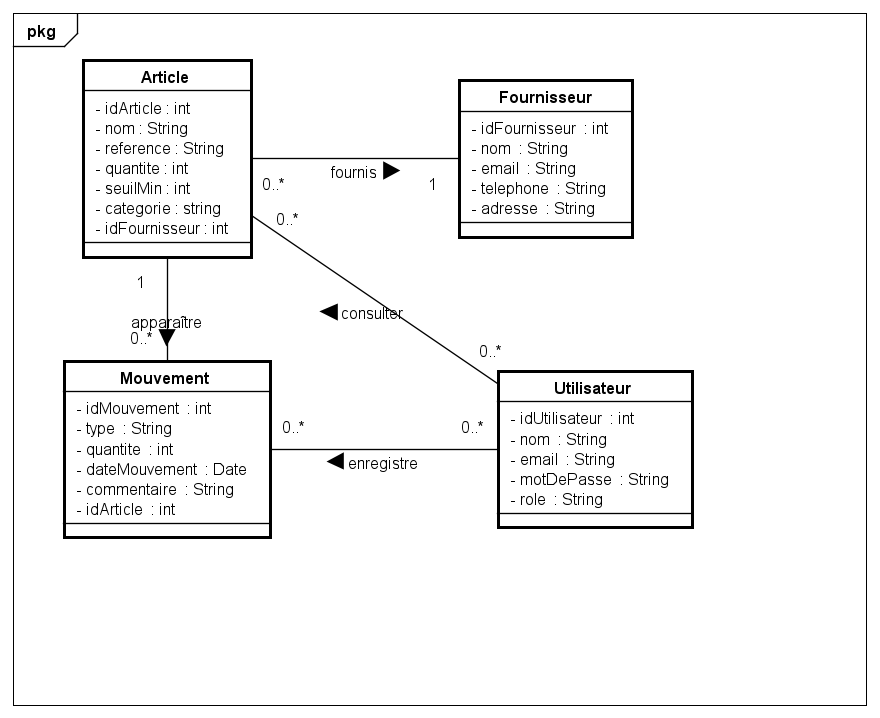 pkg
Article
- idArticle : int
- nom : String
- reference : String
- quantite : int
- seuilMin : int
- categorie : string
- idFournisseur : int
Fournisseur
- idFournisseur : int
- nom : String
- email : String
- telephone : String
- adresse : String
fournis
0..*
1
0..*
consulter
0..*
1
apparaître
0..*
Mouvement
- idMouvement : int
- type : String
- quantite : int
- dateMouvement : Date
- commentaire : String
- idArticle : int
0..*
0..*
enregistre
Utilisateur
- idUtilisateur : int
- nom : String
- email : String
- motDePasse : String
- role : String